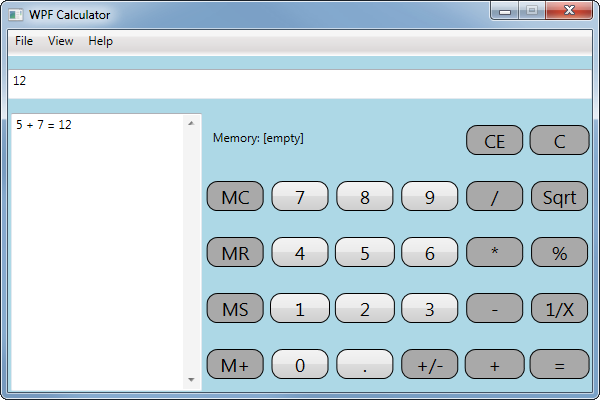 WPF Calculator
File View Help
12
5 + 7 = 12
Memory: [empty]
CE C
MC 7 8 9 / Sqrt
MR 4 5 6 * %
MS 1 2 3 - 1/X
M+ 0 . +/- + =